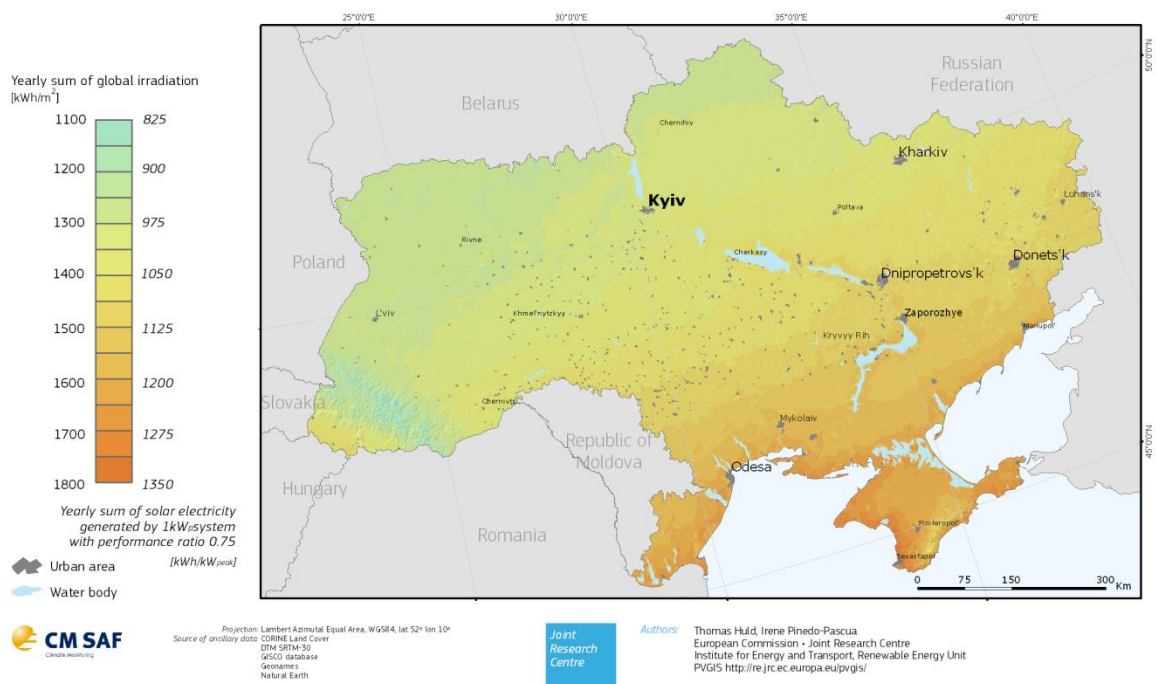 25°0'0"E
30°0'0"E
35°0'0"E
40°0'0"E
50°0'0"N
45°0'0"N
Yearly sum of global irradiation
[kWh/m²]
1100 825
1200 900
1300 975
1400 1050
1500 1125
1600 1200
1700 1275
1800 1350
Yearly sum of solar electricity
generated by 1kWp system
with performance ratio 0.75
[kWh/kWpeak]
Urban area
Water body
Belarus
Russian
Federation
Poland
Slovakia
Hungary
Romania
Republic of
Moldova
Chernihiv
Kharkiv
Kyiv
Luhans'k
Poltava
Rivne
Cherkasy
Donets'k
Dnipropetrovs'k
L'viv
Khmel'nytzkyy
Zaporozhye
Mariupol'
Kryvyy Rih
Chernivtsi
Mykolaiv
Odesa
Sevastapol
0 75 150 300
Km
CM SAF
Climate Monitoring
Projection: Lambert Azimutal Equal Area, WGS84, lat 52° lon 10°
Source of ancillary data: CORINE Land Cover
DTM SRTM-30
GISCO database
Geonames
Natural Earth
Joint
Research
Centre
Authors: Thomas Huld, Irene Pinedo-Pascua
European Commission • Joint Research Centre
Institute for Energy and Transport, Renewable Energy Unit
PVGIS http://re.jrc.ec.europa.eu/pvgis/